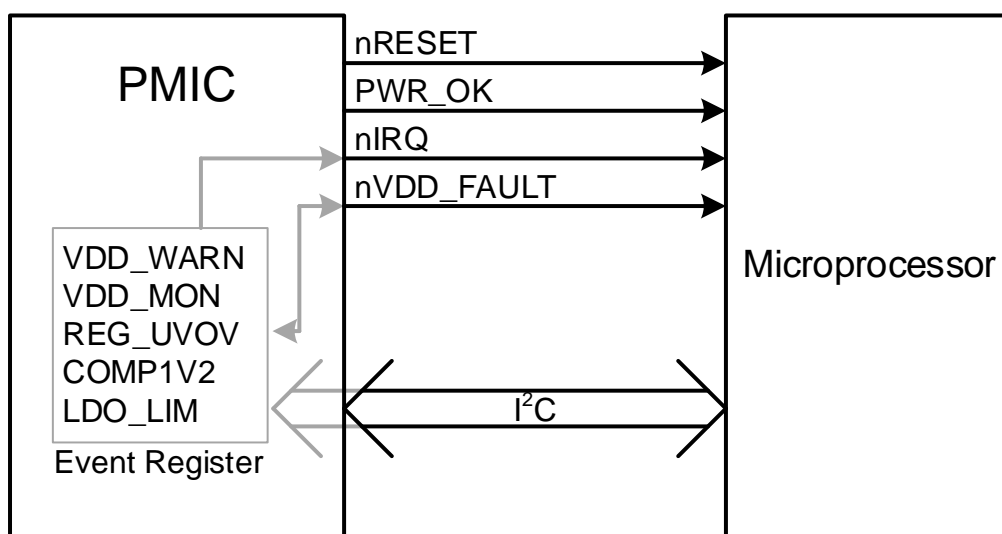 PMIC
nRESET
PWR_OK
nIRQ
nVDD_FAULT
VDD_WARN
VDD_MON
REG_UVOV
COMP1V2
LDO_LIM
Event Register
I²C
Microprocessor